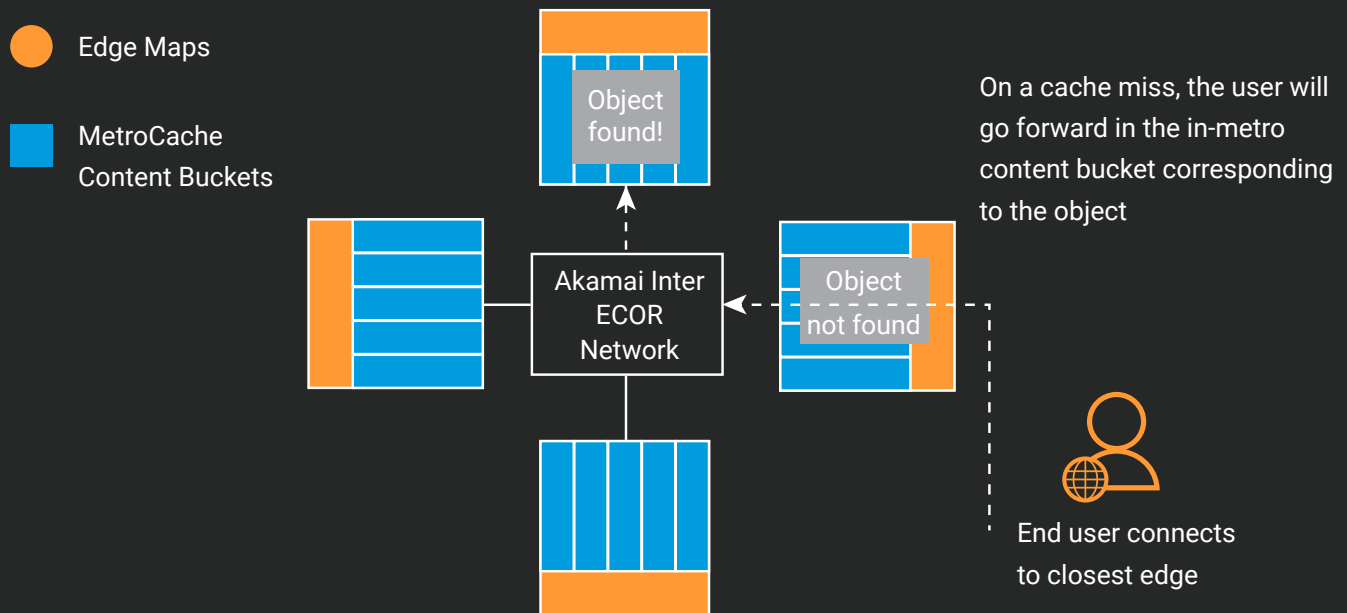 Edge Maps
MetroCache
Content Buckets
Object
found!
On a cache miss, the user will
go forward in the in-metro
content bucket corresponding
to the object
Akamai Inter
ECOR
Network
Object
not found
End user connects
to closest edge